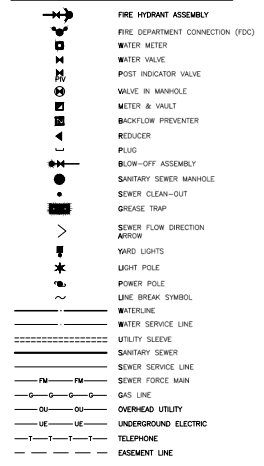 FIRE HYDRANT ASSEMBLY
FIRE DEPARTMENT CONNECTION (FDC)
WATER METER
WATER VALVE
PIV POST INDICATOR VALVE
VALVE IN MANHOLE
METER & VAULT
BACKFLOW PREVENTER
REDUCER
PLUG
BLOW-OFF ASSEMBLY
SANITARY SEWER MANHOLE
SEWER CLEAN-OUT
GREASE TRAP
SEWER FLOW DIRECTION
ARROW
YARD LIGHTS
LIGHT POLE
POWER POLE
LINE BREAK SYMBOL
WATERLINE
WATER SERVICE LINE
UTILITY SLEEVE
SANITARY SEWER
SEWER SERVICE LINE
FM FM SEWER FORCE MAIN
G G G G GAS LINE
OU OU OVERHEAD UTILITY
UE UE UNDERGROUND ELECTRIC
T T T T TELEPHONE
EASEMENT LINE